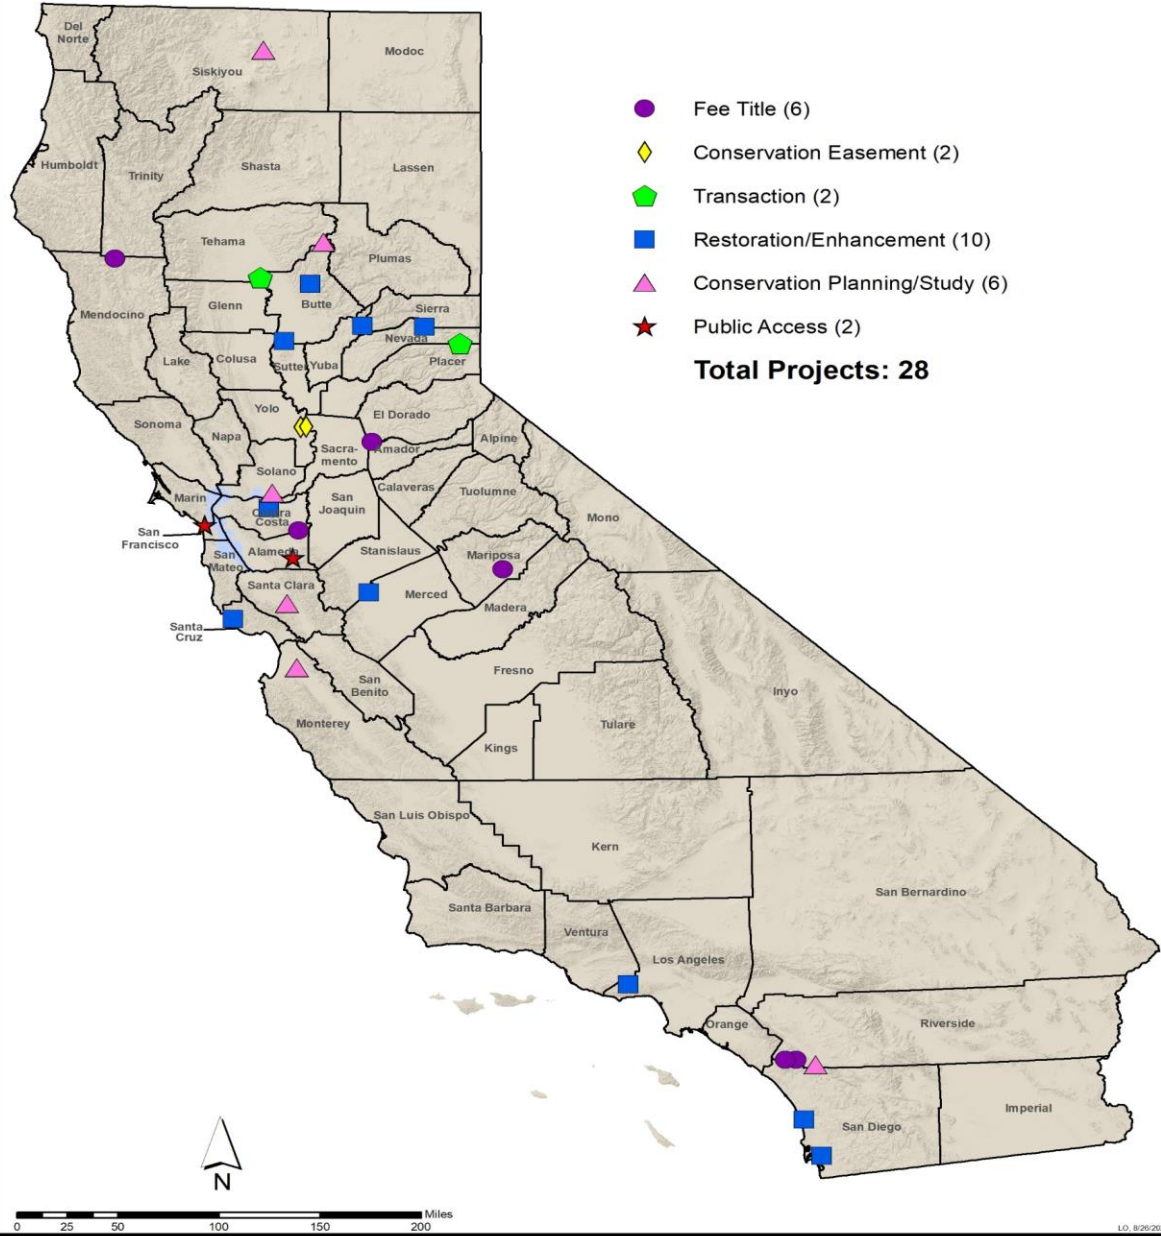 Del
Norte
Siskiyou
Modoc
Humboldt
Trinity
Shasta
Lassen
Tehama
Plumas
Glenn
Butte
Sierra
Mendocino
Nevada
Lake
Colusa
Sutter
Yuba
Placer
Yolo
El Dorado
Sonoma
Napa
Alpine
Sacra-
mento
Amador
Solano
Marin
Calaveras
Tuolumne
San
Joaquin
Contra
Costa
Mono
San
Francisco
San
Mateo
Alameda
Stanislaus
Mariposa
Santa Clara
Merced
Madera
Santa
Cruz
San
Benito
Fresno
Inyo
Monterey
Tulare
Kings
San Luis Obispo
Kern
San Bernardino
Santa Barbara
Ventura
Los Angeles
Orange
Riverside
San Diego
Imperial
Fee Title (6)
Conservation Easement (2)
Transaction (2)
Restoration/Enhancement (10)
Conservation Planning/Study (6)
Public Access (2)
Total Projects: 28
N
Miles
0 25 50 100 150 200